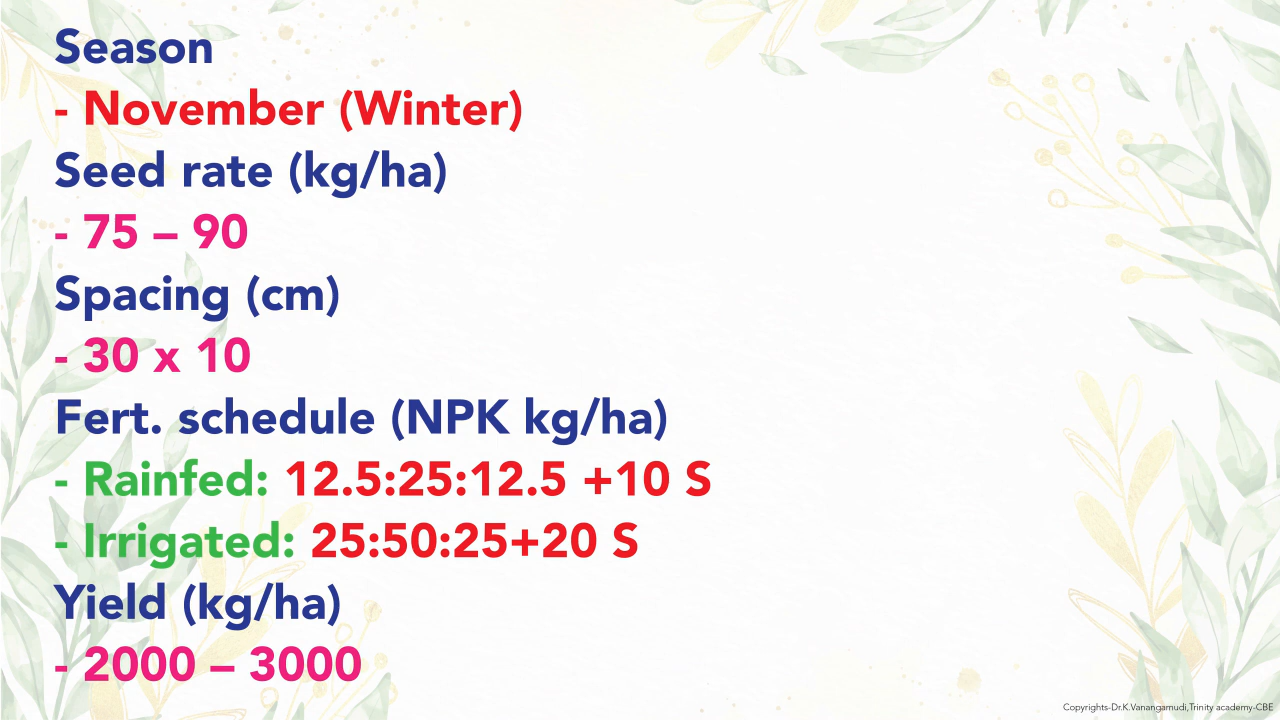 Season
- November (Winter)
Seed rate (kg/ha)
- 75 – 90
Spacing (cm)
- 30 x 10
Fert. schedule (NPK kg/ha)
- Rainfed: 12.5:25:12.5 +10 S
- Irrigated: 25:50:25+20 S
Yield (kg/ha)
- 2000 – 3000
Copyrights-Dr.K.Vanangamudi,Trinity academy-CBE